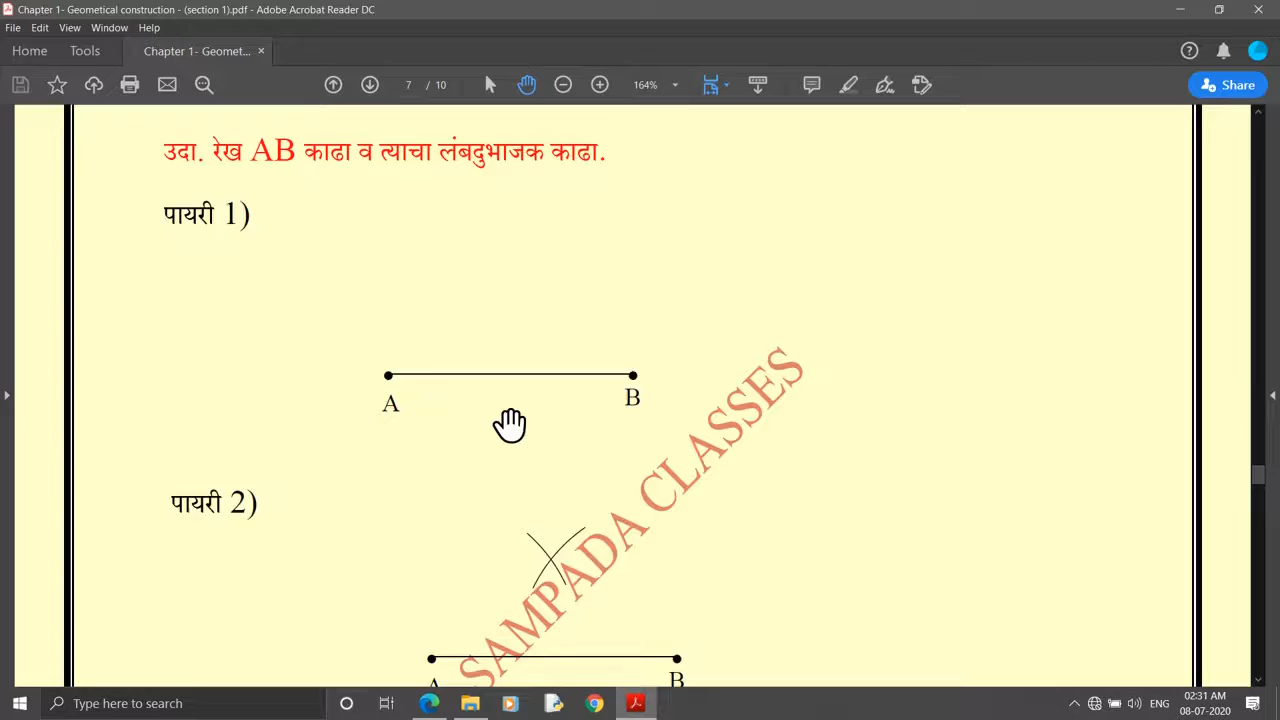 Chapter 1- Geometical construction - (section 1).pdf - Adobe Acrobat Reader DC
File Edit View Window Help
Home Tools Chapter 1- Geomet... ×
7 / 10 164% Share
उदा. रेख AB काढा व त्याचा लंबदुभाजक काढा.
पायरी 1)
A B
पायरी 2)
SAMPADA CLASSES
A B
Type here to search
ENG 02:31 AM
08-07-2020